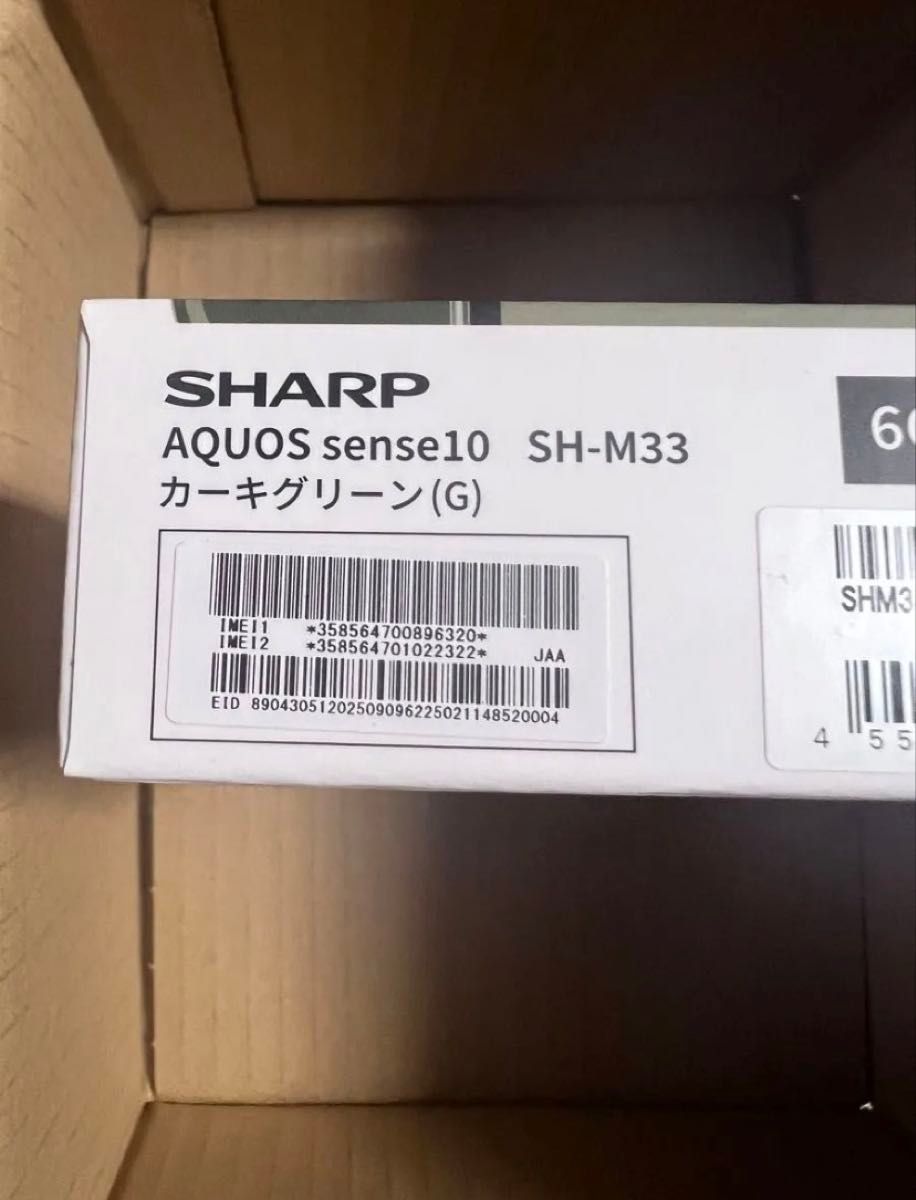 SHARP
AQUOS sense10 SH-M33
カーキグリーン(G)
IMEI1 *358564700896320*
IMEI2 *358564701022322* JAA
EID 89043051202509096225021148520004
6
SHM3
4 55